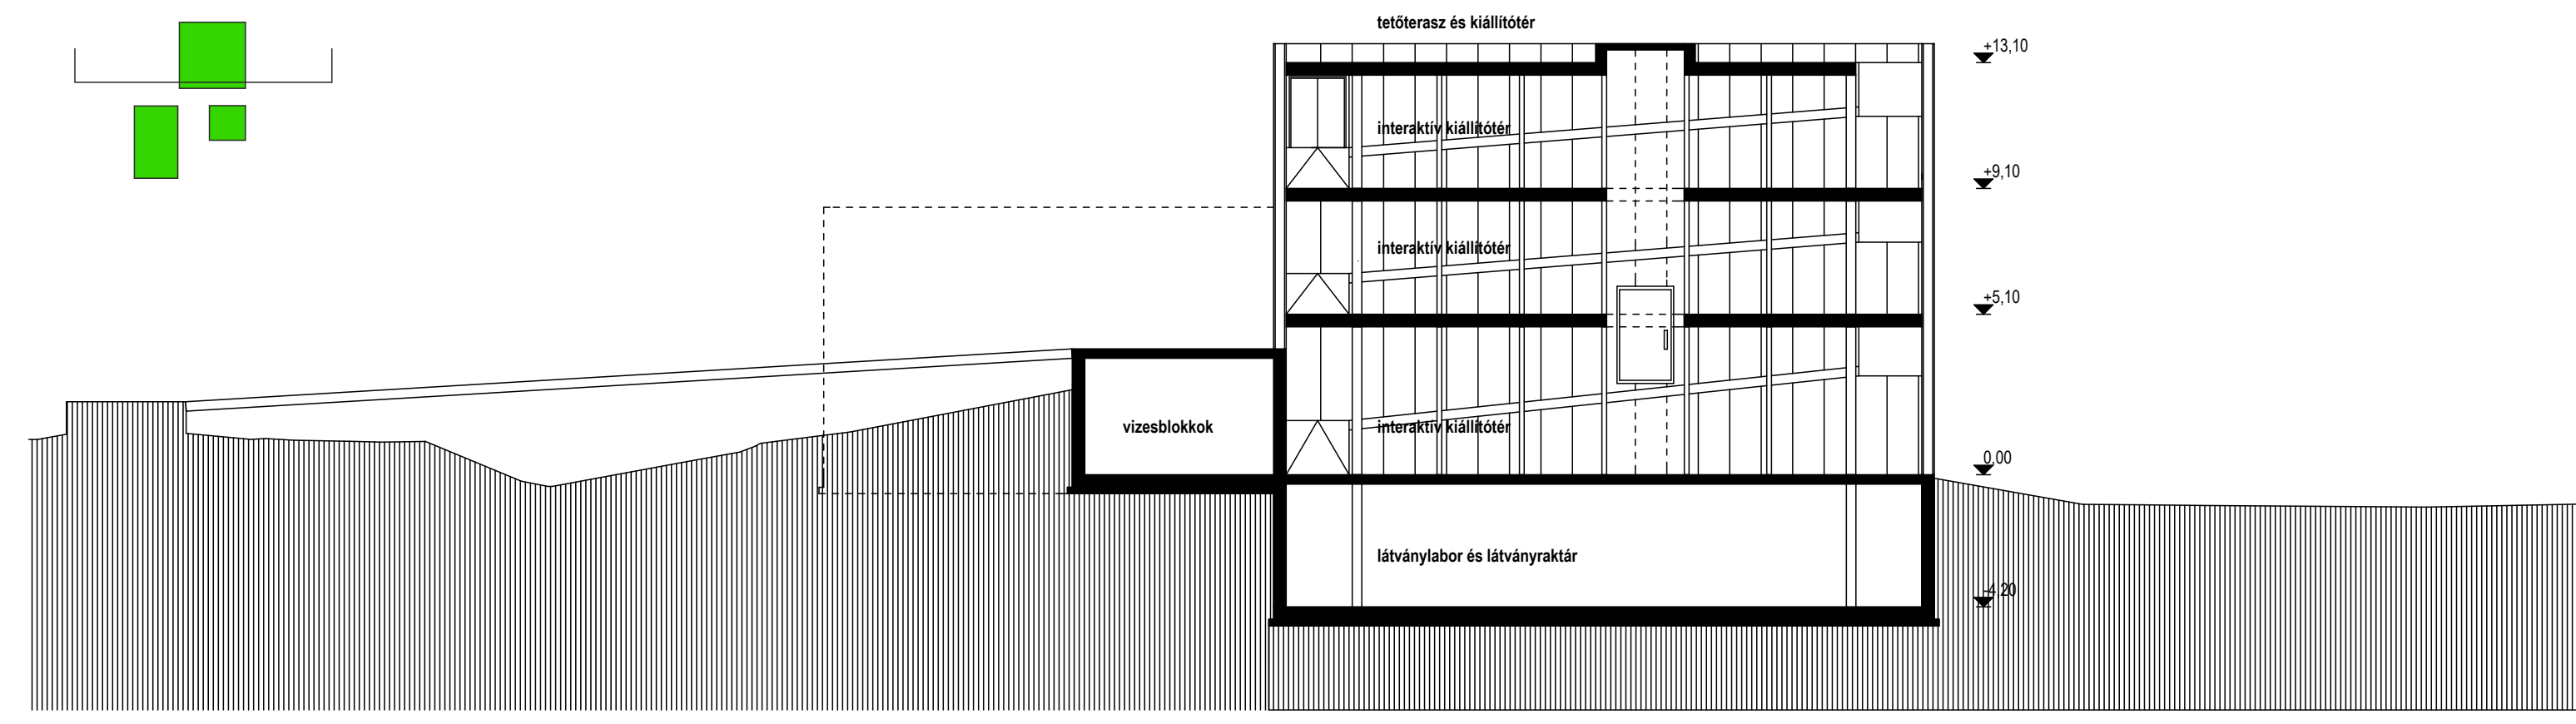 tetőterasz és kiállítótér
+13,10
interaktív kiállítótér
+9,10
interaktív kiállítótér
+5,10
vizesblokkok
interaktív kiállítótér
0,00
látványlabor és látványraktár
-4,20